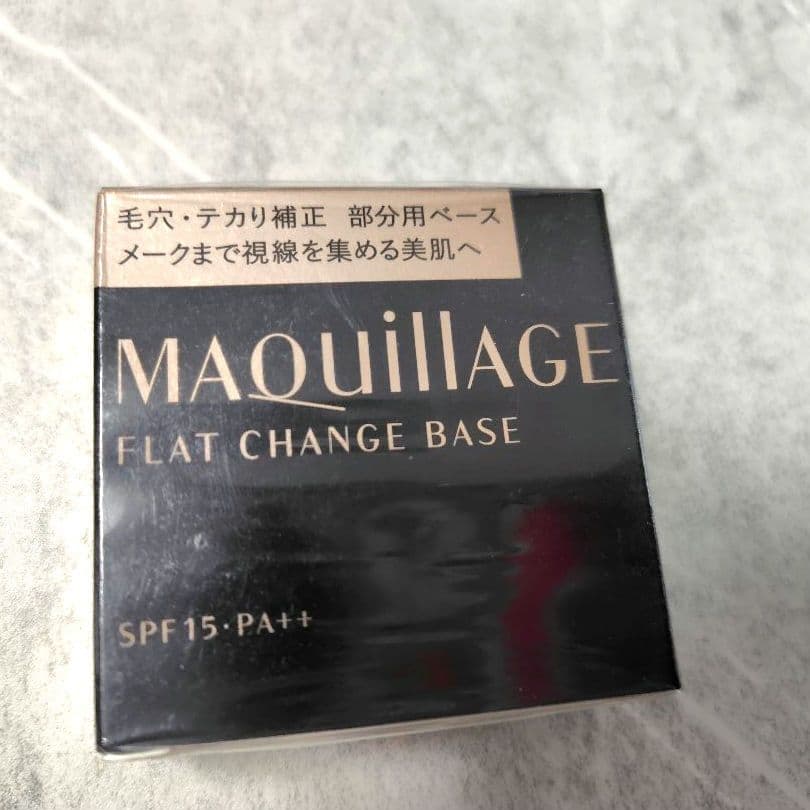 毛穴・テカリ補正 部分用ベース
メークまで視線を集める美肌へ
MAQuillAGE
FLAT CHANGE BASE
SPF15・PA++